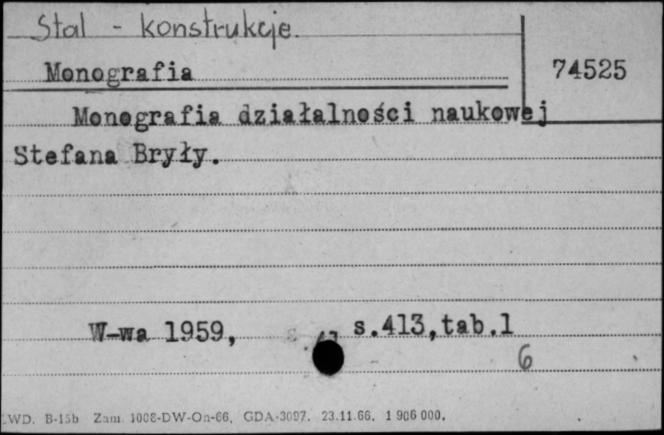 Stal - konstrukcje.
Monografia
74525
Monografia działalności naukowej
Stefana Bryły.
W-wa 1959, s.413,tab.1
6
LWD. B-15b Zam. 1008-DW-On-66, GDA-3097. 23.11.66. 1 906 000.